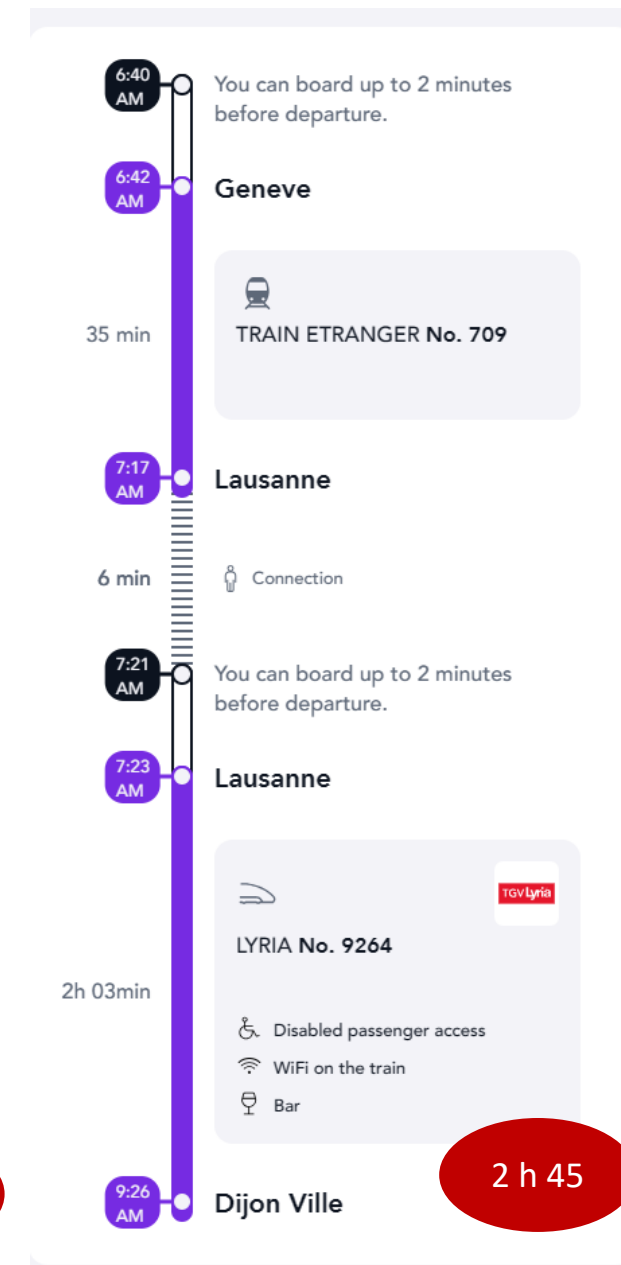 6:40
AM
You can board up to 2 minutes
before departure.
6:42
AM
Geneve
35 min
TRAIN ETRANGER No. 709
7:17
AM
Lausanne
6 min
Connection
7:21
AM
You can board up to 2 minutes
before departure.
7:23
AM
Lausanne
TGV Lyria
LYRIA No. 9264
2h 03min
Disabled passenger access
WiFi on the train
Bar
2 h 45
9:26
AM
Dijon Ville